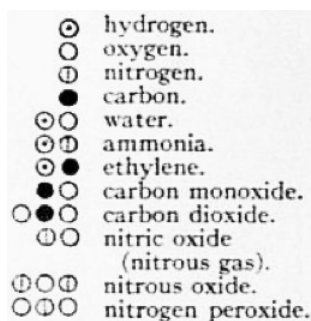 hydrogen.
oxygen.
nitrogen.
carbon.
water.
ammonia.
ethylene.
carbon monoxide.
carbon dioxide.
nitric oxide
(nitrous gas).
nitrous oxide.
nitrogen peroxide.